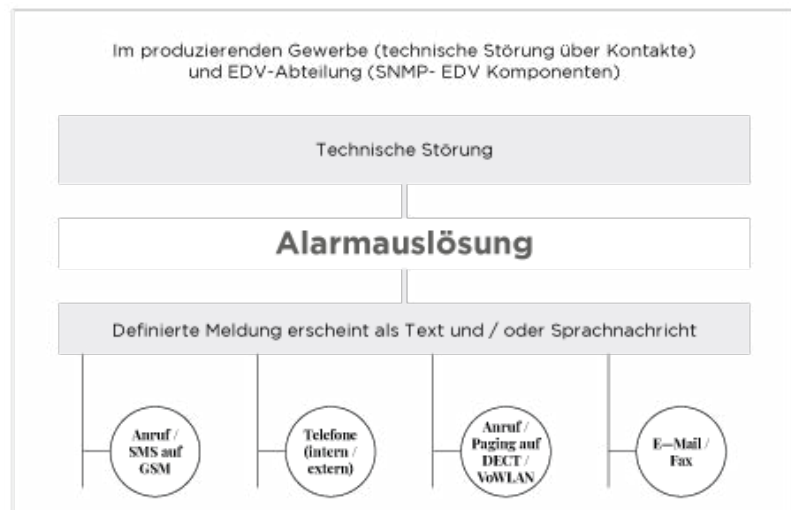 Im produzierenden Gewerbe (technische Störung über Kontakte)
und EDV-Abteilung (SNMP- EDV Komponenten)
Technische Störung
Alarmauslösung
Definierte Meldung erscheint als Text und / oder Sprachnachricht
Anruf /
SMS auf
GSM
Telefone
(intern /
extern)
Anruf /
Paging auf
DECT /
VoWLAN
E—Mail /
Fax